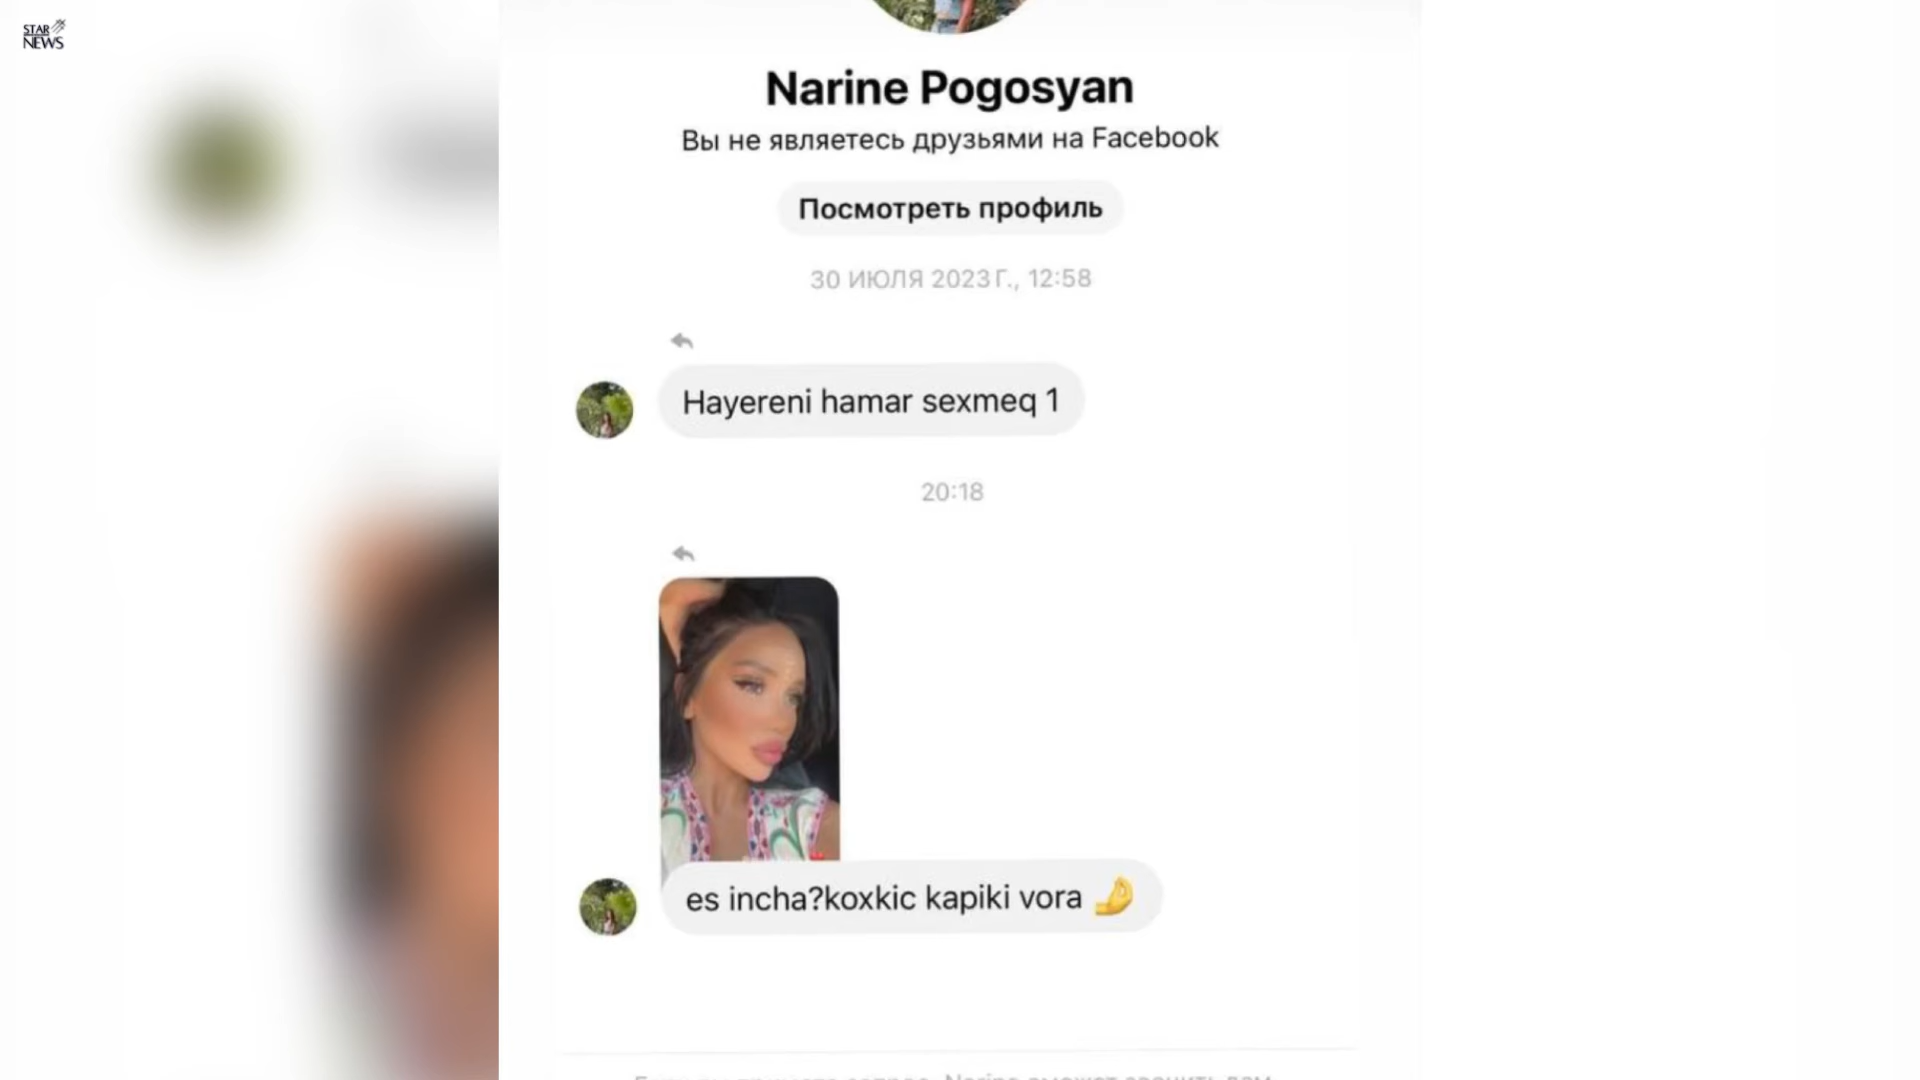 STAR
NEWS
Narine Pogosyan
Вы не являетесь друзьями на Facebook
Посмотреть профиль
30 ИЮЛЯ 2023 Г., 12:58
Hayereni hamar sexmeq 1
20:18
es incha?koxkic kapiki vora 🤌